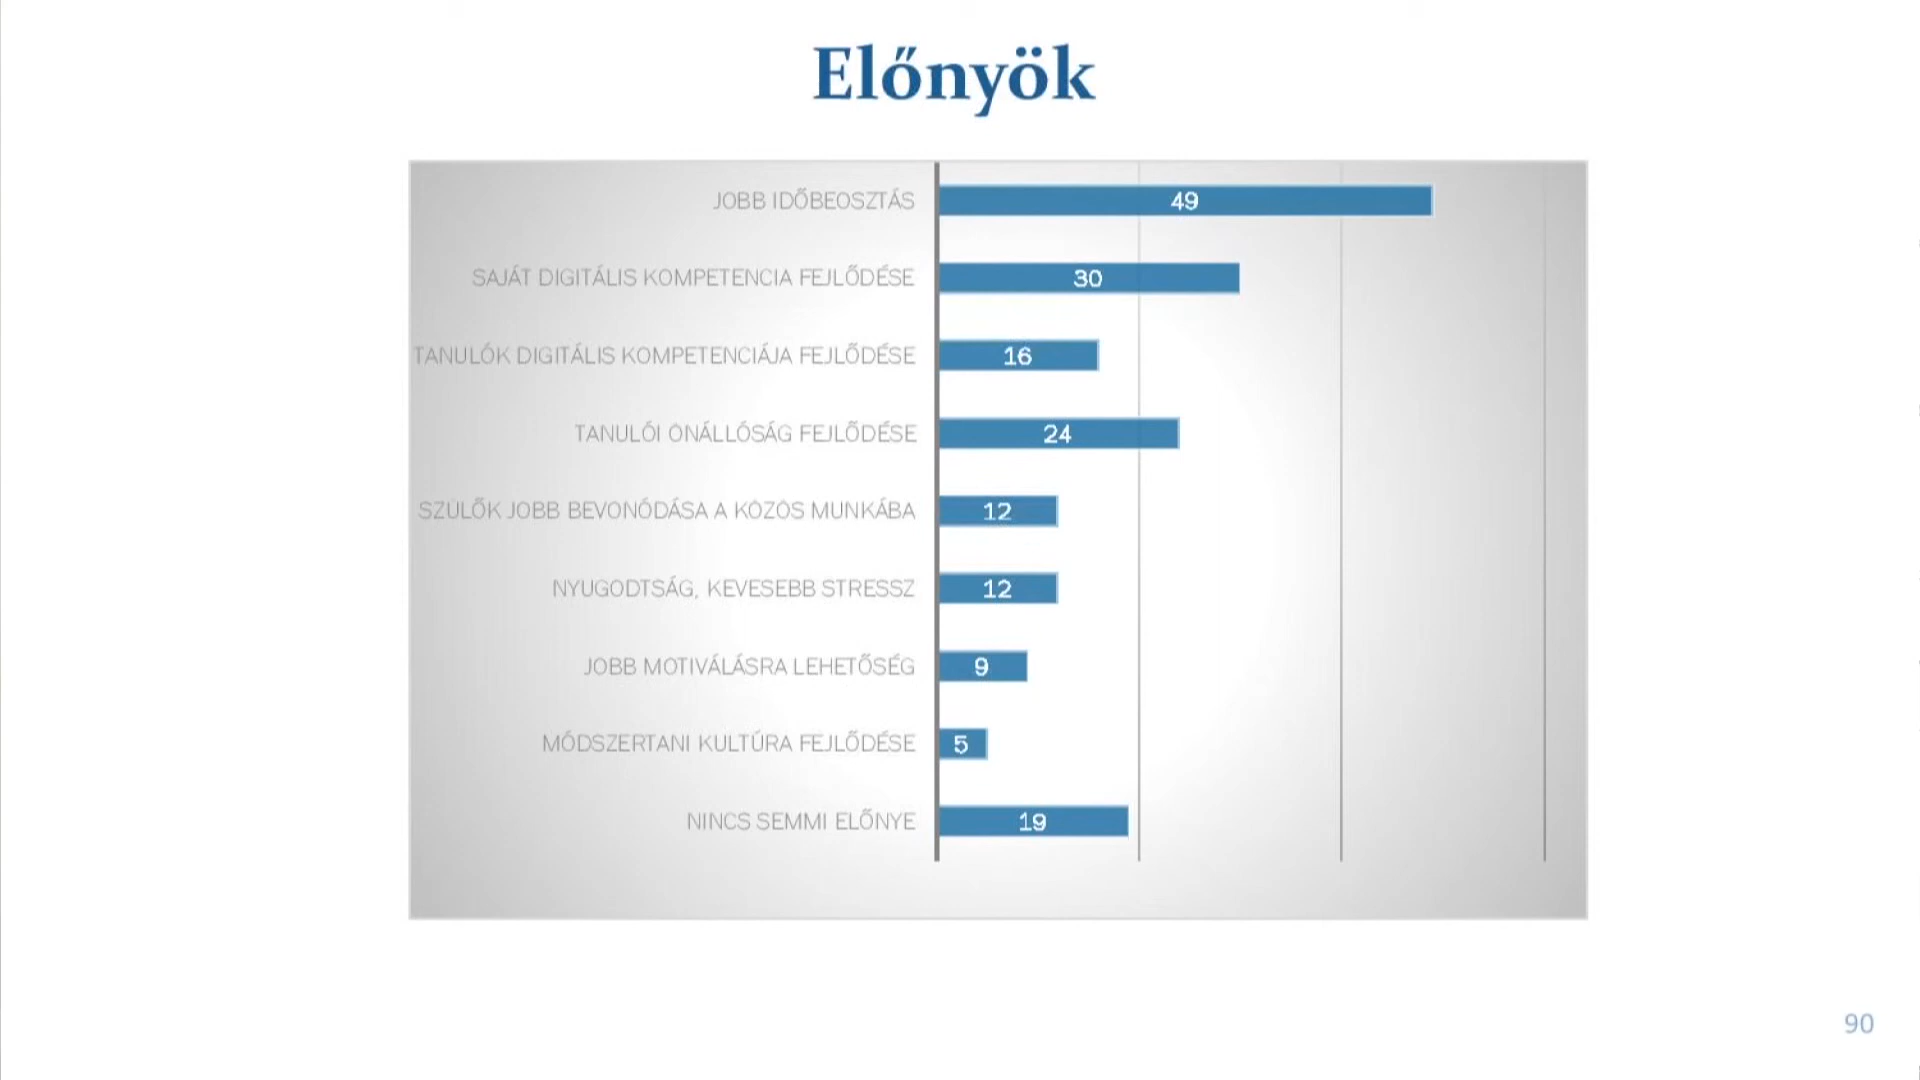 Előnyök
JOBB IDŐBEOSZTÁS 49
SAJÁT DIGITÁLIS KOMPETENCIA FEJLŐDÉSE 30
TANULÓK DIGITÁLIS KOMPETENCIÁJA FEJLŐDÉSE 16
TANULÓI ÖNÁLLÓSÁG FEJLŐDÉSE 24
SZÜLŐK JOBB BEVONÓDÁSA A KÖZÖS MUNKÁBA 12
NYUGODTSÁG, KEVESEBB STRESSZ 12
JOBB MOTIVÁLÁSRA LEHETŐSÉG 9
MÓDSZERTANI KULTÚRA FEJLŐDÉSE 5
NINCS SEMMI ELŐNYE 19
90